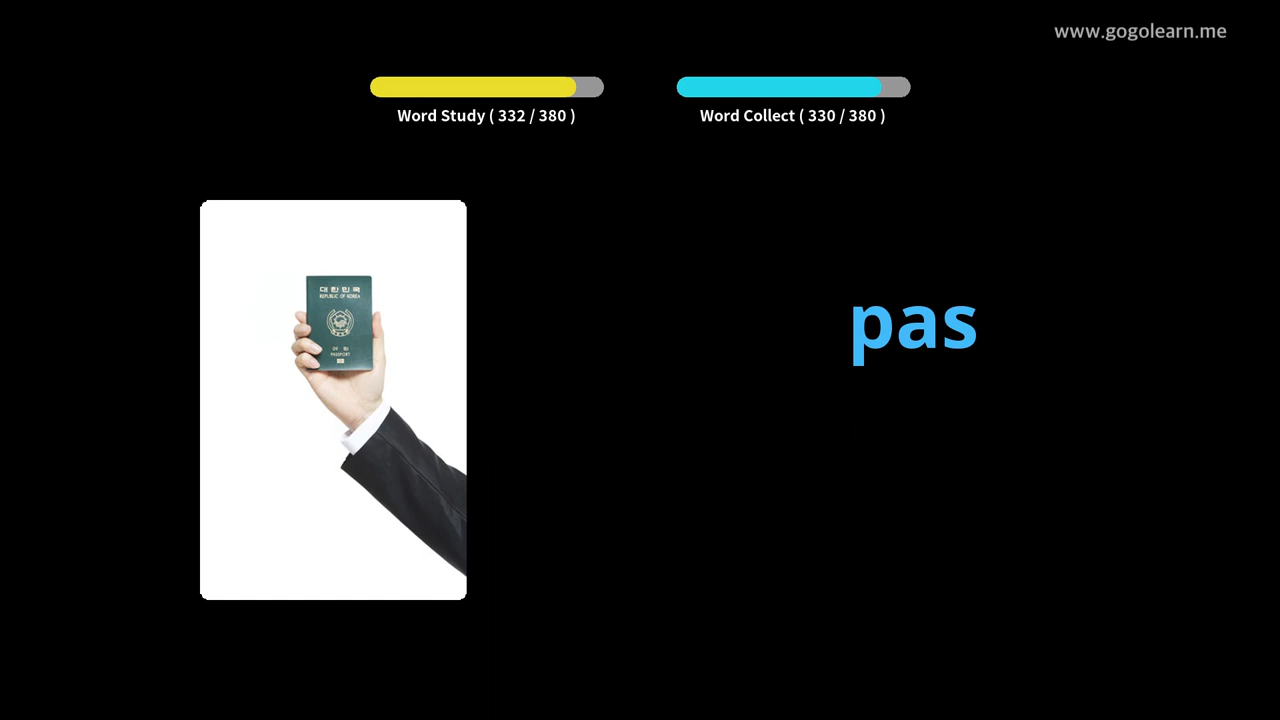 www.gogolearn.me
Word Study ( 332 / 380 )
Word Collect ( 330 / 380 )
대한민국
REPUBLIC OF KOREA
여 권
PASSPORT
pas